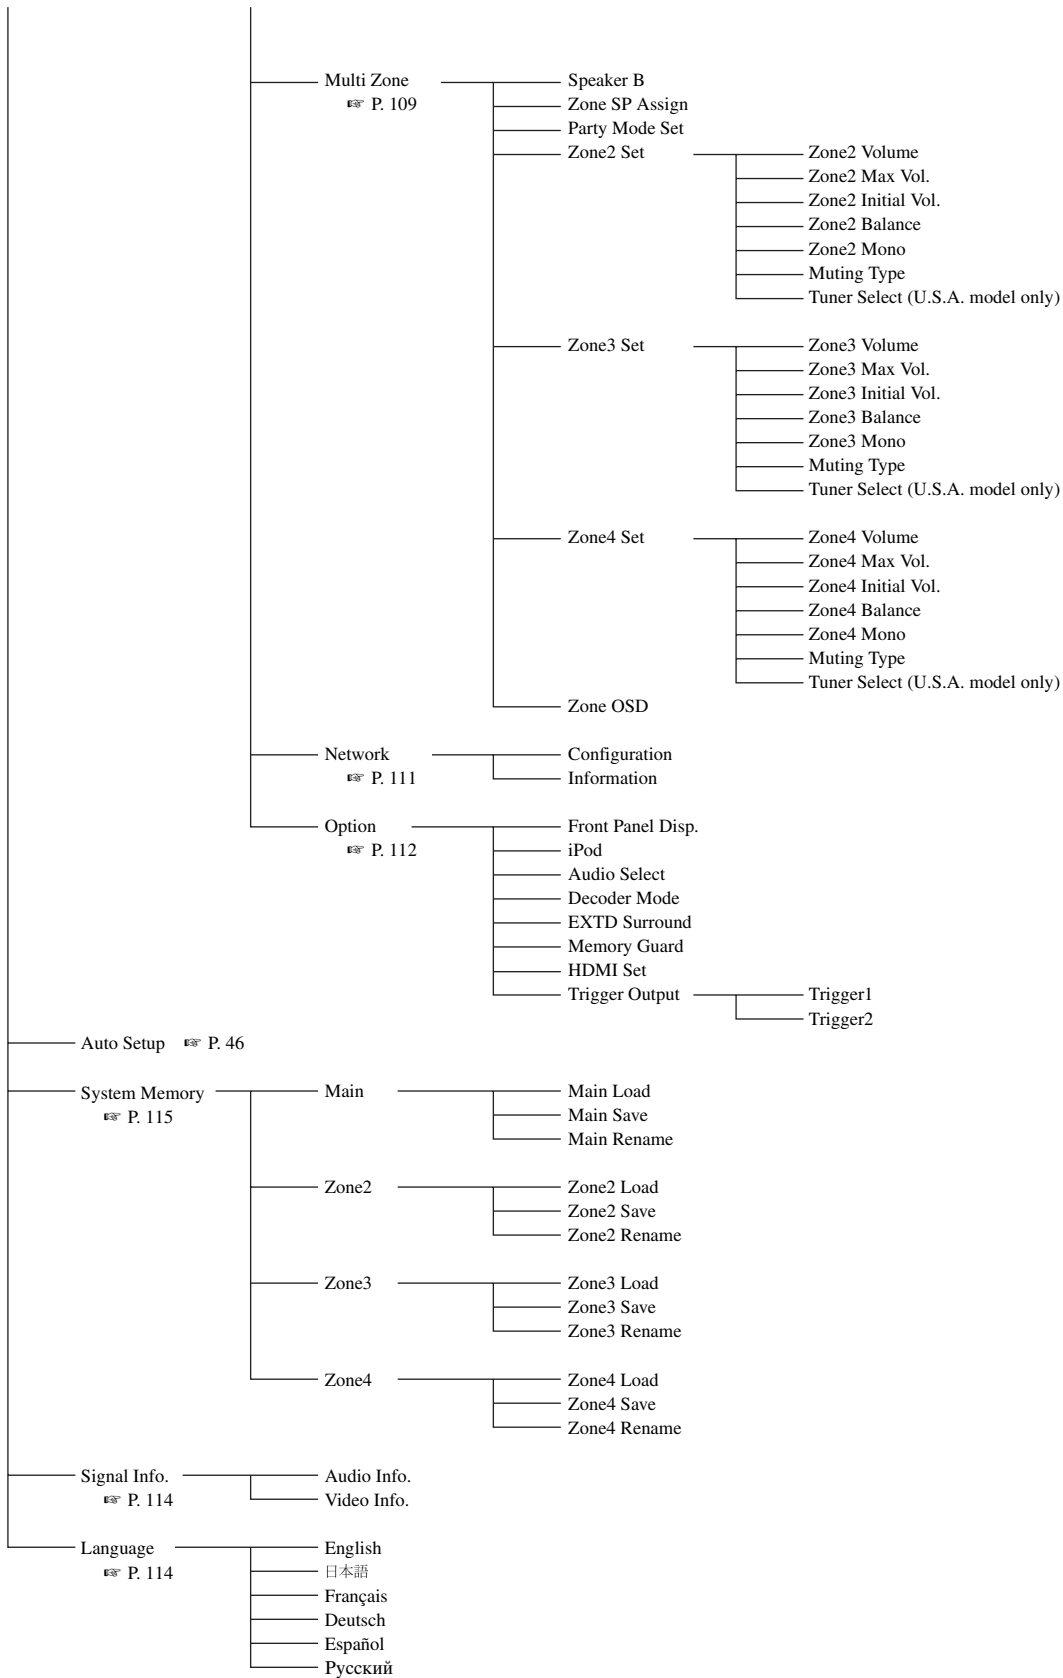 Multi Zone
☞ P. 109
Speaker B
Zone SP Assign
Party Mode Set
Zone2 Set
Zone2 Volume
Zone2 Max Vol.
Zone2 Initial Vol.
Zone2 Balance
Zone2 Mono
Muting Type
Tuner Select (U.S.A. model only)
Zone3 Set
Zone3 Volume
Zone3 Max Vol.
Zone3 Initial Vol.
Zone3 Balance
Zone3 Mono
Muting Type
Tuner Select (U.S.A. model only)
Zone4 Set
Zone4 Volume
Zone4 Max Vol.
Zone4 Initial Vol.
Zone4 Balance
Zone4 Mono
Muting Type
Tuner Select (U.S.A. model only)
Zone OSD
Network
☞ P. 111
Configuration
Information
Option
☞ P. 112
Front Panel Disp.
iPod
Audio Select
Decoder Mode
EXTD Surround
Memory Guard
HDMI Set
Trigger Output
Trigger1
Trigger2
Auto Setup ☞ P. 46
System Memory
☞ P. 115
Main
Main Load
Main Save
Main Rename
Zone2
Zone2 Load
Zone2 Save
Zone2 Rename
Zone3
Zone3 Load
Zone3 Save
Zone3 Rename
Zone4
Zone4 Load
Zone4 Save
Zone4 Rename
Signal Info.
☞ P. 114
Audio Info.
Video Info.
Language
☞ P. 114
English
日本語
Français
Deutsch
Español
Русский